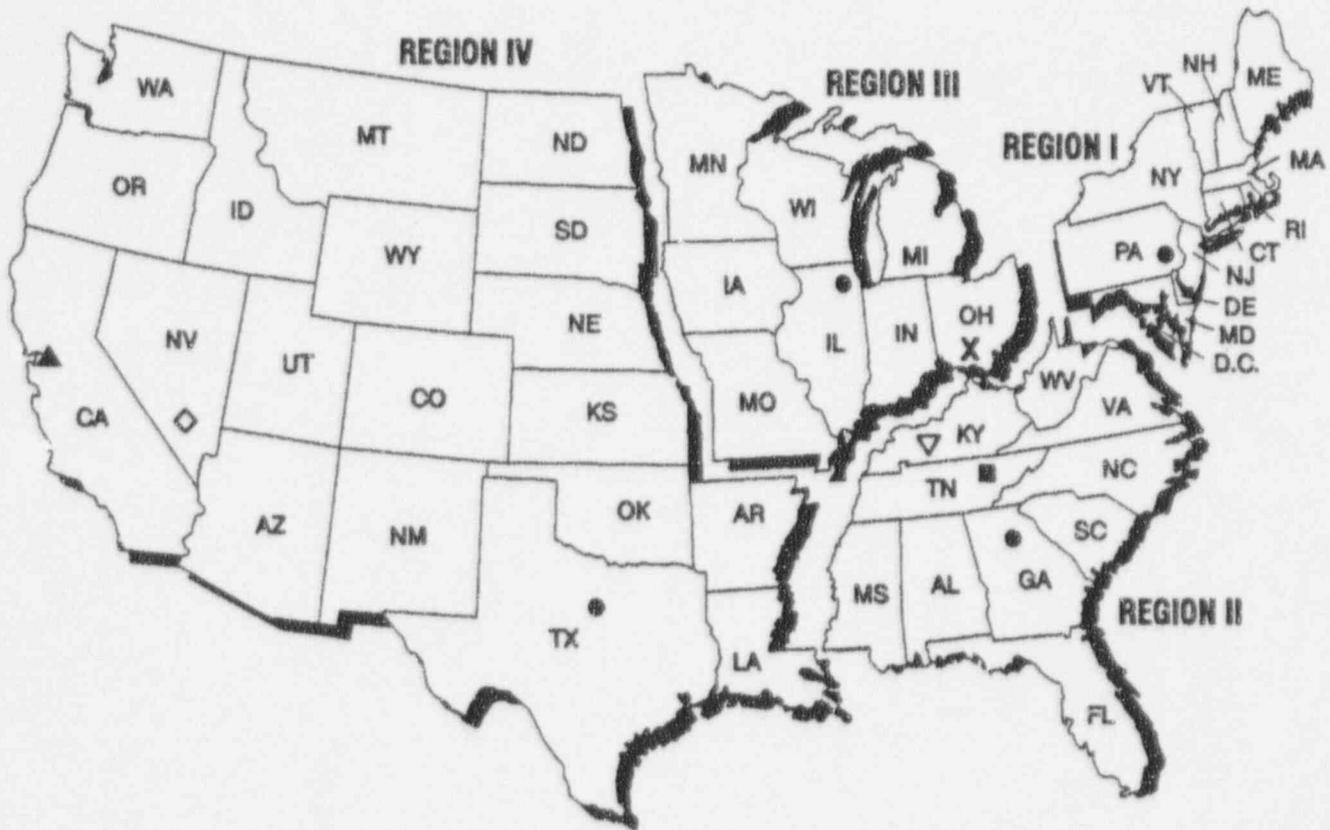 REGION IV
REGION III
REGION I
REGION II
WA
OR
CA
ID
NV
MT
WY
UT
AZ
CO
NM
ND
SD
NE
KS
OK
TX
MN
IA
MO
AR
LA
WI
IL
MI
IN
OH
X
KY
TN
MS
AL
GA
FL
SC
NC
VA
WV
PA
NY
VT
NH
ME
MA
RI
CT
NJ
DE
MD
D.C.